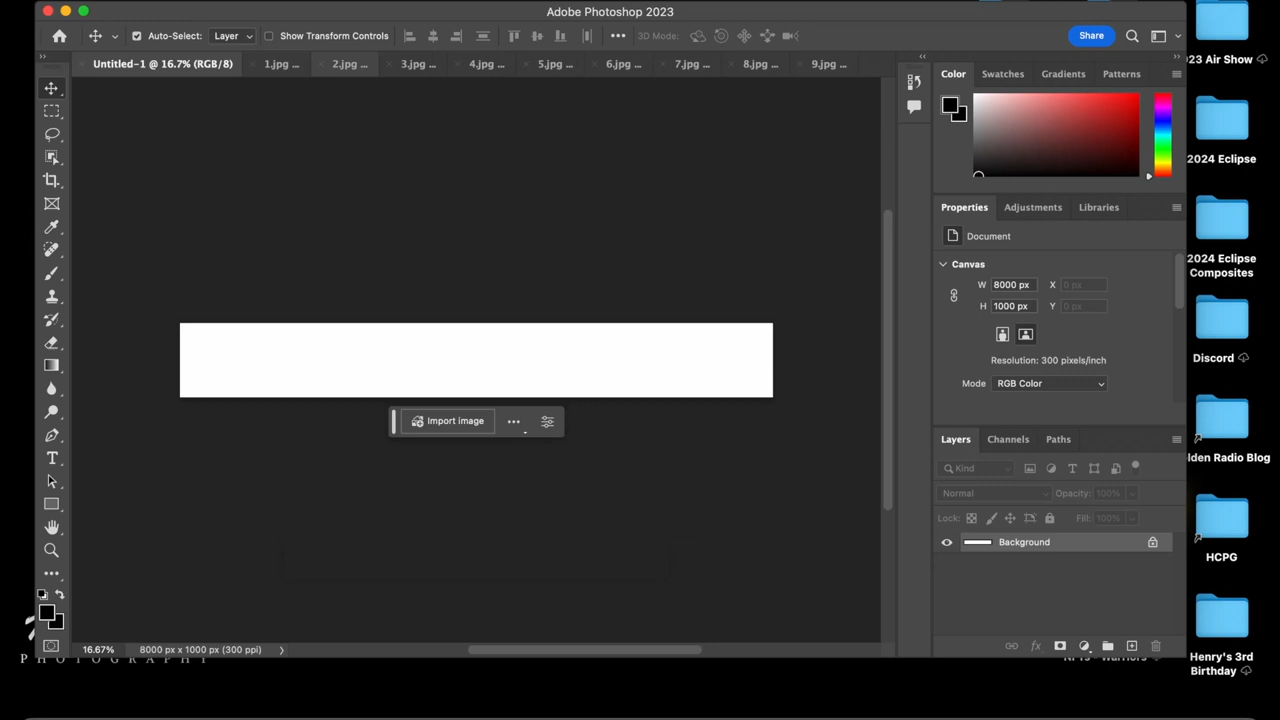 Adobe Photoshop 2023
Auto-Select: Layer Show Transform Controls 3D Mode: Share
Untitled-1 @ 16.7% (RGB/8) 1.jpg ... 2.jpg ... 3.jpg ... 4.jpg ... 5.jpg ... 6.jpg ... 7.jpg ... 8.jpg ... 9.jpg ...
Color Swatches Gradients Patterns
Properties Adjustments Libraries
Document
Canvas
W 8000 px X 0 px
H 1000 px Y 0 px
Resolution: 300 pixels/inch
Mode RGB Color
Import image
Layers Channels Paths
Kind
Normal Opacity: 100%
Lock: Fill: 100%
Background
16.67% 8000 px x 1000 px (300 ppi)
PHOTOGRAPHY
23 Air Show
2024 Eclipse
2024 Eclipse
Composites
Discord
lden Radio Blog
HCPG
Henry's 3rd
Birthday